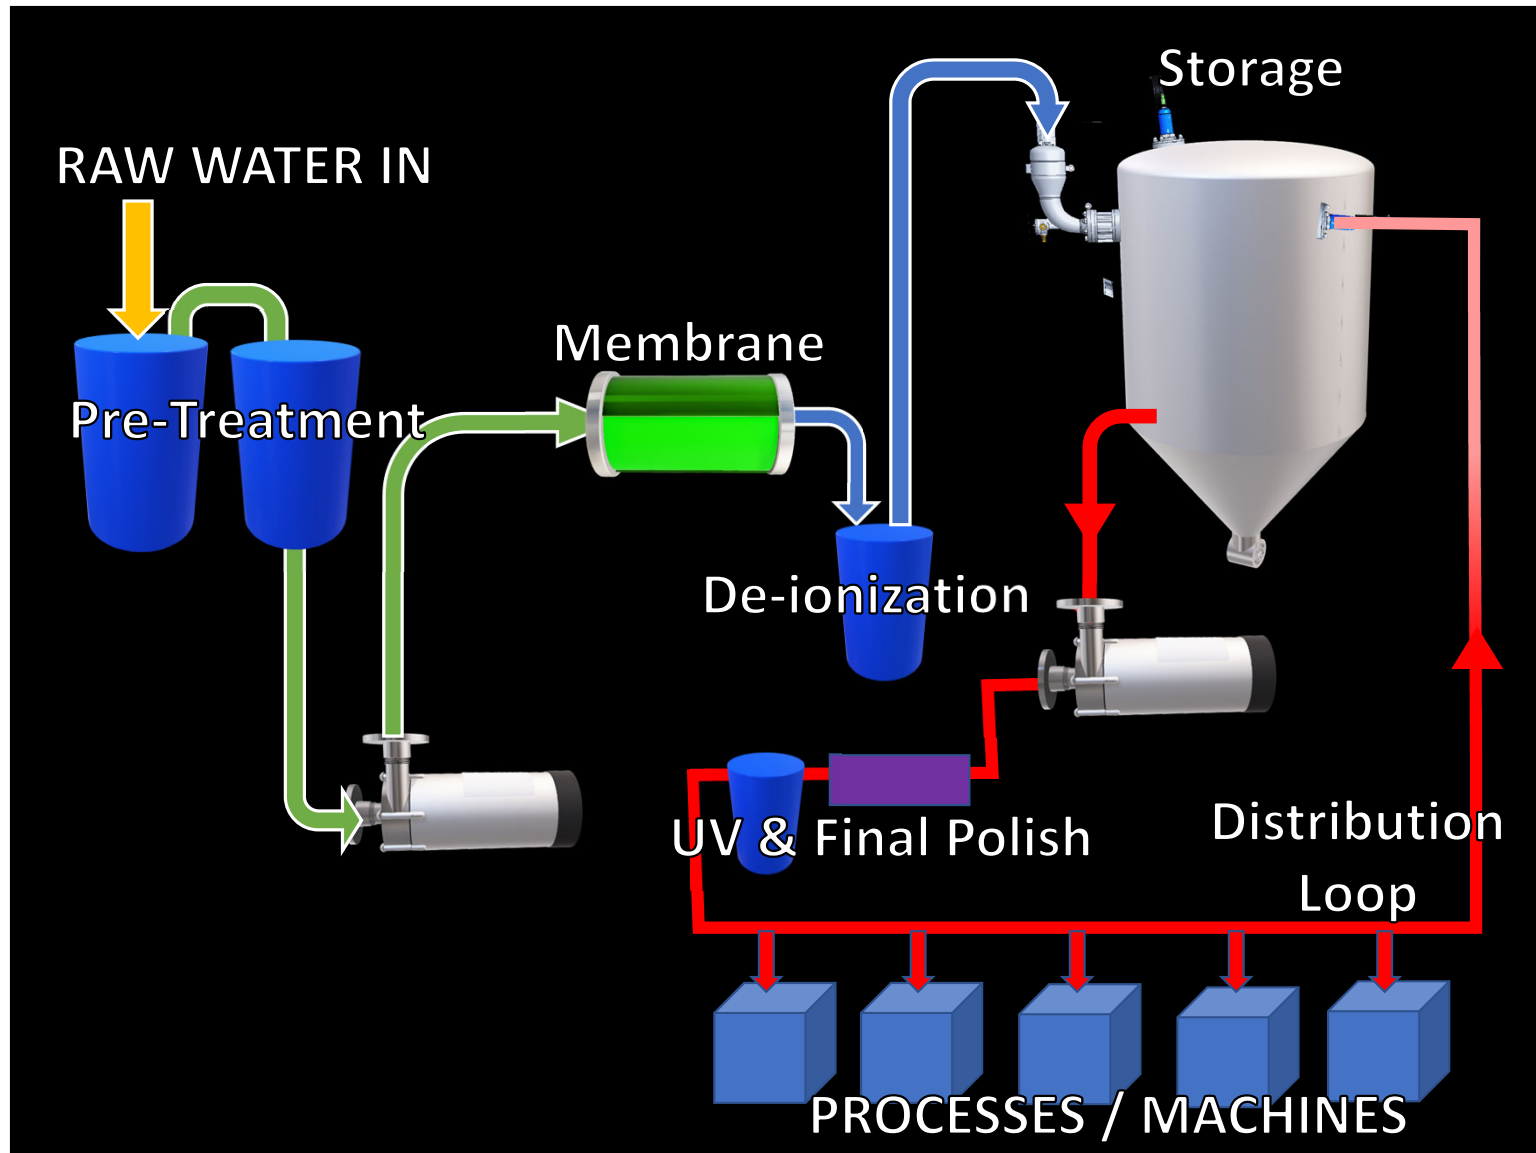 Storage
RAW WATER IN
Membrane
Pre-Treatment
De-ionization
UV & Final Polish
Distribution
Loop
PROCESSES / MACHINES